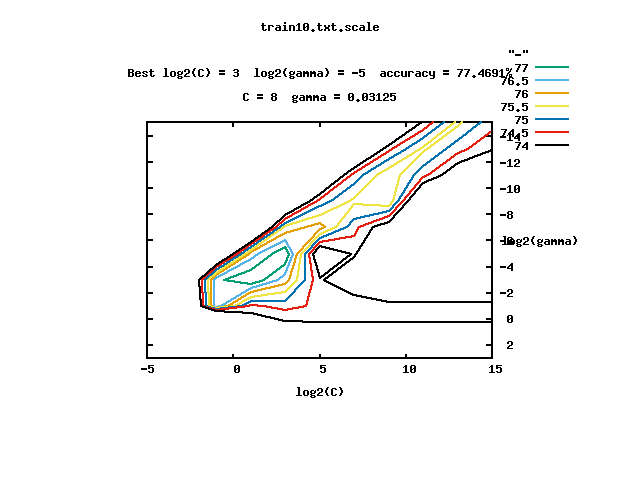 train10.txt.scale
"-"
Best log2(C) = 3  log2(gamma) = -5  accuracy = 77.4691%
C = 8  gamma = 0.03125
77
76.5
76
75.5
75
74.5
74
-14
-12
-10
-8
-6
-4
-2
0
2
log2(gamma)
-5 0 5 10 15
log2(C)